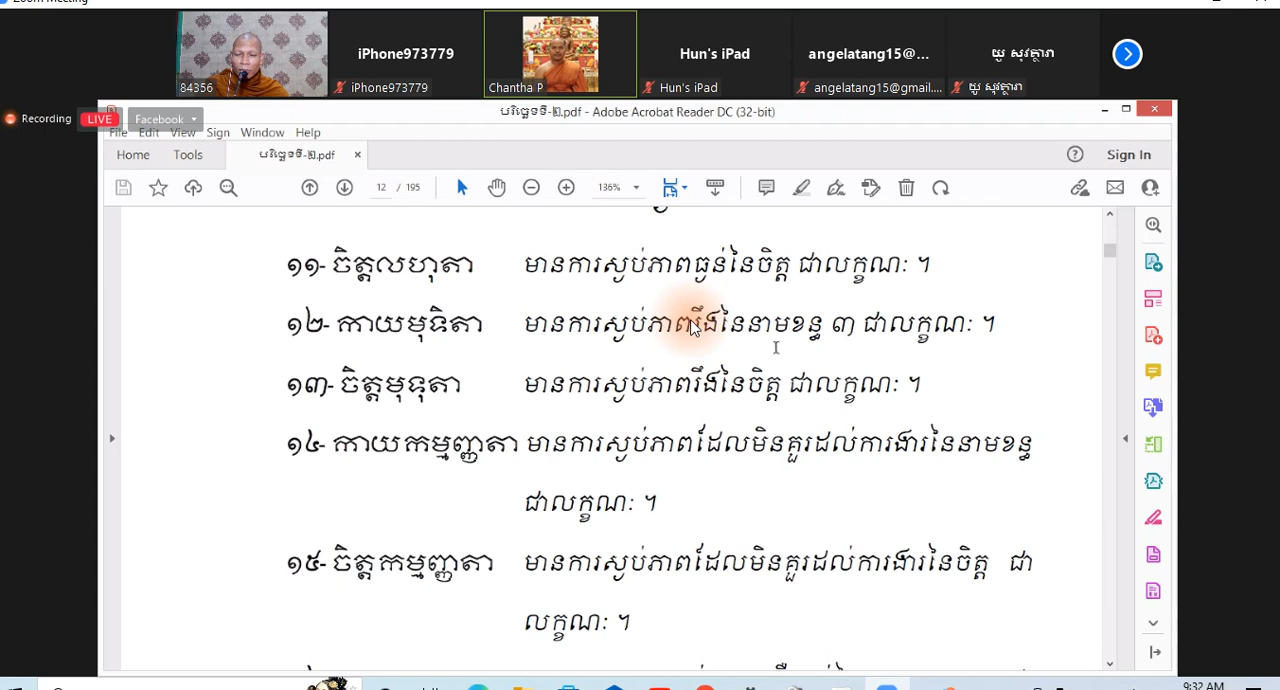 Zoom Meeting
84356
iPhone973779
iPhone973779
Chantha P
Hun's iPad
Hun's iPad
angelatang15@...
angelatang15@gmail....
យូ សុវត្ថារា
យូ សុវត្ថារា
Recording LIVE Facebook
បរិច្ឆេទទី-២.pdf - Adobe Acrobat Reader DC (32-bit)
File Edit View Sign Window Help
Home Tools បរិច្ឆេទទី-២.pdf × Sign In
12 / 195 136%
១១- ចិត្តលហុតា មានការស្ងប់ភាពធ្ងន់នៃចិត្ត ជាលក្ខណៈ ។
១២- កាយមុទិតា មានការស្ងប់ភាពរឹងនៃនាមខន្ធ ៣ ជាលក្ខណៈ ។
១៣- ចិត្តមុទុតា មានការស្ងប់ភាពរឹងនៃចិត្ត ជាលក្ខណៈ ។
១៤- កាយកម្មញ្ញតា មានការស្ងប់ភាពដែលមិនគួរដល់ការងារនៃនាមខន្ធ
ជាលក្ខណៈ ។
១៥- ចិត្តកម្មញ្ញតា មានការស្ងប់ភាពដែលមិនគួរដល់ការងារនៃចិត្ត ជា
លក្ខណៈ ។
9:32 AM